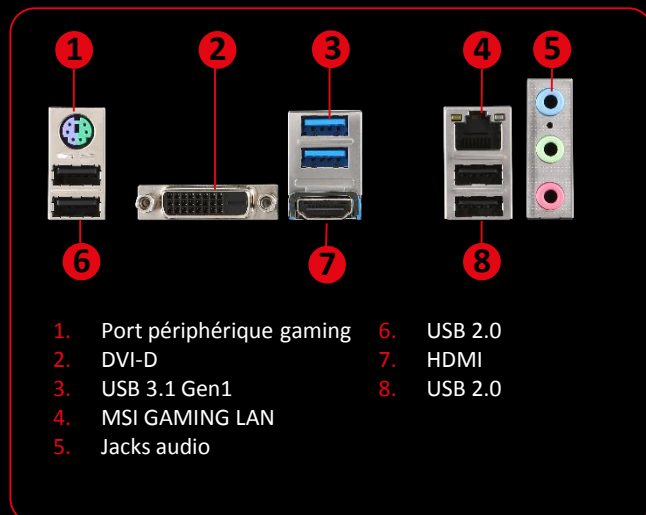 1 2 3 4 5
6 7 8
1. Port périphérique gaming
2. DVI-D
3. USB 3.1 Gen1
4. MSI GAMING LAN
5. Jacks audio
6. USB 2.0
7. HDMI
8. USB 2.0